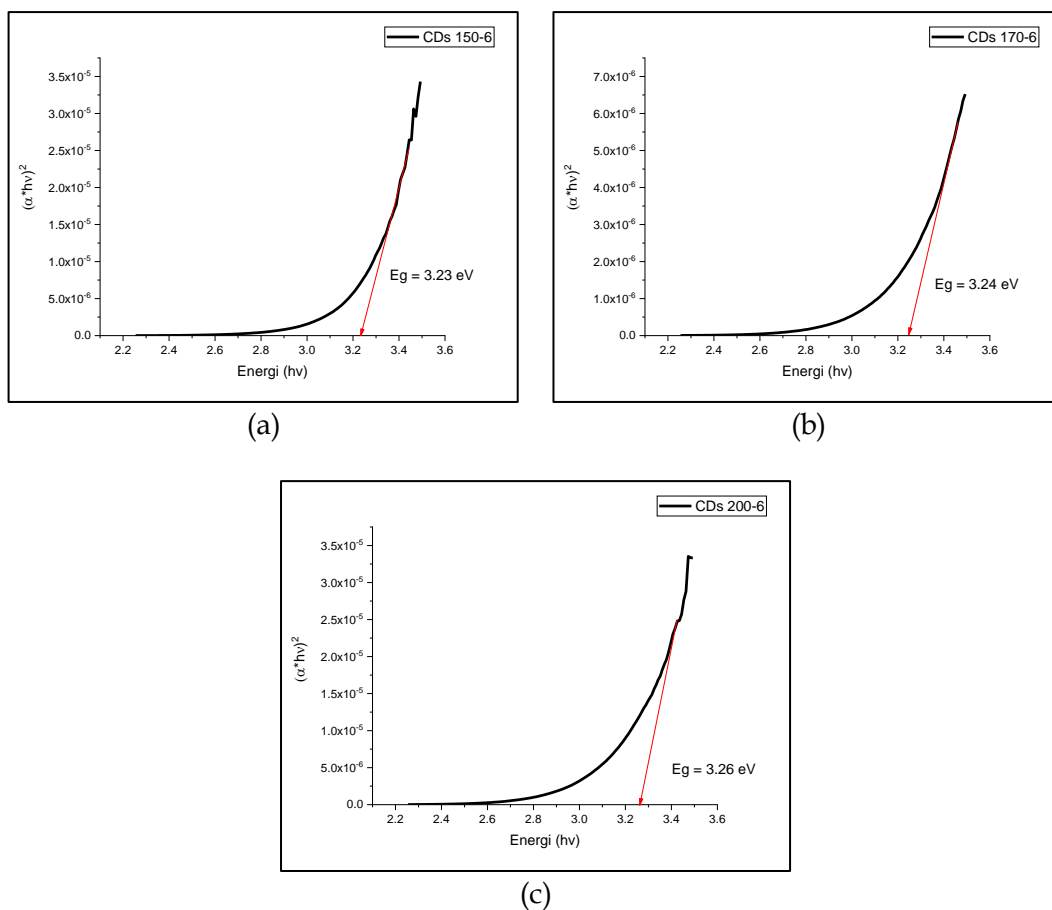 CDs 150-6
3.5x10⁻⁵
3.0x10⁻⁵
2.5x10⁻⁵
2.0x10⁻⁵
1.5x10⁻⁵
1.0x10⁻⁵
5.0x10⁻⁶
0.0
(α*hν)²
Eg = 3.23 eV
2.2 2.4 2.6 2.8 3.0 3.2 3.4 3.6
Energi (hv)
(a)
CDs 170-6
7.0x10⁻⁶
6.0x10⁻⁶
5.0x10⁻⁶
4.0x10⁻⁶
3.0x10⁻⁶
2.0x10⁻⁶
1.0x10⁻⁶
0.0
(α*hν)²
Eg = 3.24 eV
2.2 2.4 2.6 2.8 3.0 3.2 3.4 3.6
Energi (hv)
(b)
CDs 200-6
3.5x10⁻⁵
3.0x10⁻⁵
2.5x10⁻⁵
2.0x10⁻⁵
1.5x10⁻⁵
1.0x10⁻⁵
5.0x10⁻⁶
0.0
(α*hν)²
Eg = 3.26 eV
2.2 2.4 2.6 2.8 3.0 3.2 3.4 3.6
Energi (hv)
(c)